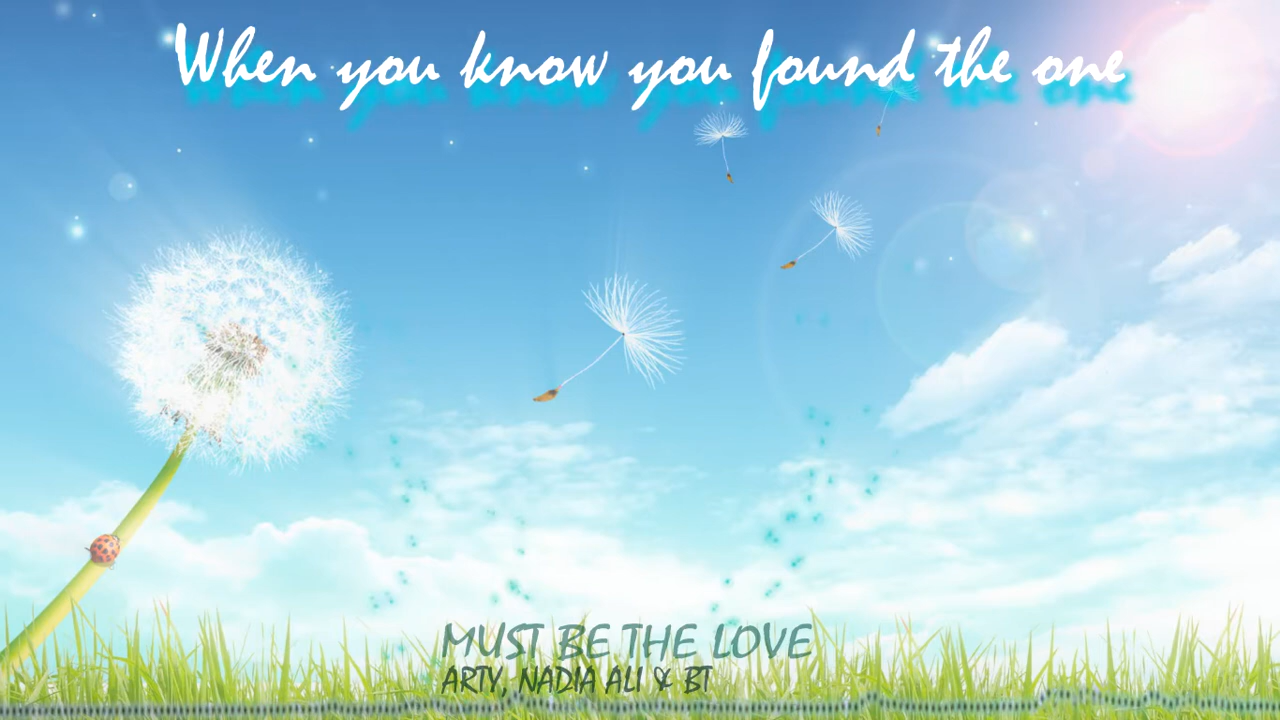 When you know you found the one
MUST BE THE LOVE
ARTY, NADIA ALI & BT